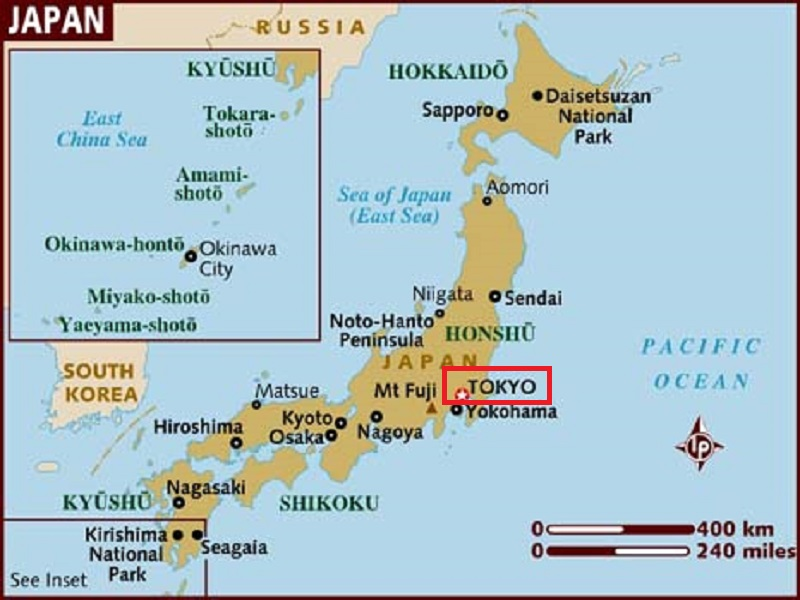 JAPAN
RUSSIA
KYŪSHŪ
East
China Sea
Tokara-
shotō
Amami-
shotō
Okinawa-hontō
Okinawa
City
Miyako-shotō
Yaeyama-shotō
HOKKAIDŌ
Sapporo
Daisetsuzan
National
Park
Aomori
Sea of Japan
(East Sea)
Niigata
Sendai
Noto-Hanto
Peninsula
HONSHŪ
JAPAN
PACIFIC
OCEAN
SOUTH
KOREA
Mt Fuji
TOKYO
Yokohama
Matsue
Kyoto
Osaka
Nagoya
Hiroshima
Nagasaki
KYŪSHŪ
SHIKOKU
Kirishima
National
Park
Seagaia
See Inset
LP
0 400 km
0 240 miles